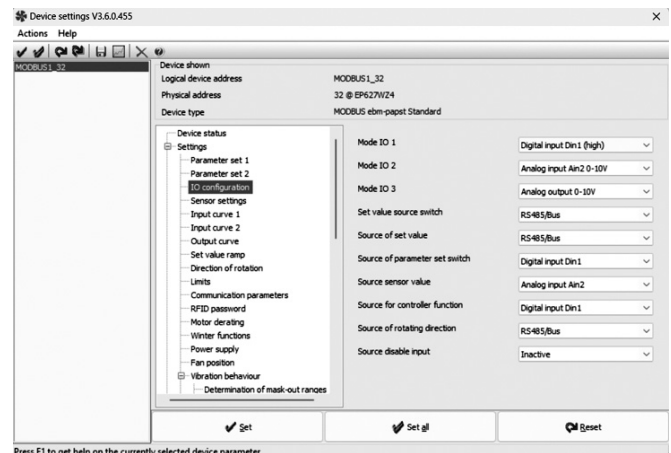 Device settings V3.6.0.455
Actions Help
MODBUS1_32
Device shown
Logical device address MODBUS1_32
Physical address 32 @ EP627WZ4
Device type MODBUS ebm-papst Standard
Device status
Settings
Parameter set 1
Parameter set 2
IO configuration
Sensor settings
Input curve 1
Input curve 2
Output curve
Set value ramp
Direction of rotation
Limits
Communication parameters
RFID password
Motor derating
Winter functions
Power supply
Fan position
Vibration behaviour
Determination of mask-out ranges
Mode IO 1 Digital input Din1 (high)
Mode IO 2 Analog input Ain2 0-10V
Mode IO 3 Analog output 0-10V
Set value source switch RS485/Bus
Source of set value RS485/Bus
Source of parameter set switch Digital input Din1
Source sensor value Analog input Ain2
Source for controller function Digital input Din1
Source of rotating direction RS485/Bus
Source disable input Inactive
Set Set all Reset
Press F1 to get help on the currently selected device parameter